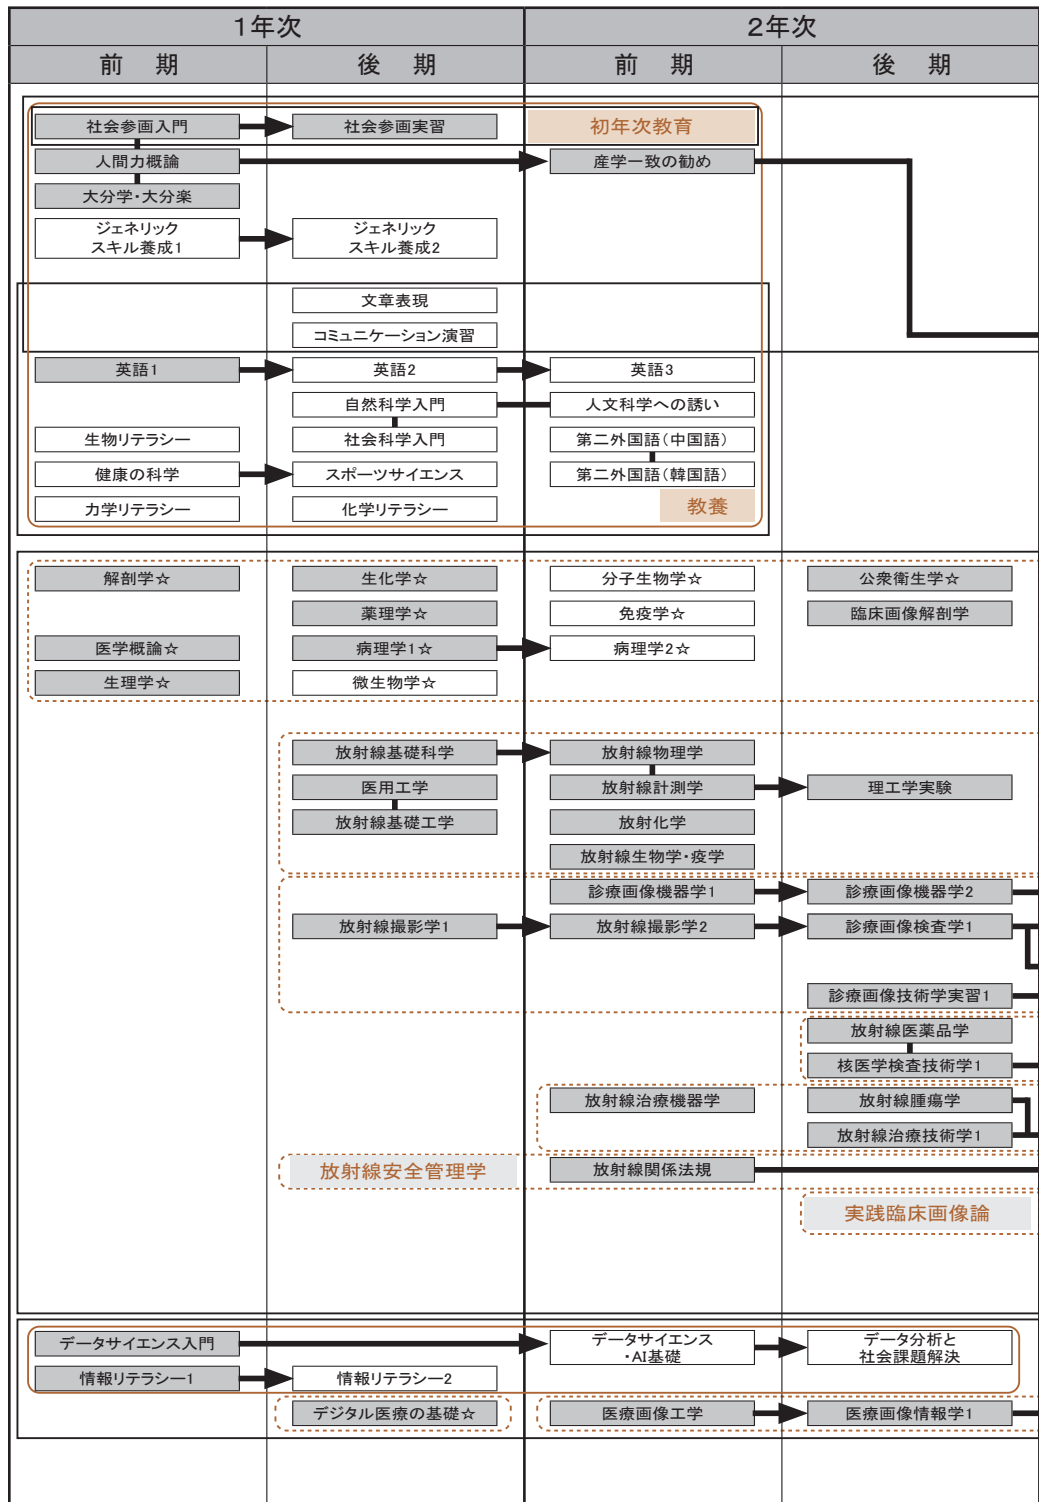 1年次
2年次
前　期
後　期
前　期
後　期
社会参画入門
社会参画実習
初年次教育
人間力概論
産学一致の勧め
大分学・大分楽
ジェネリック
スキル養成1
ジェネリック
スキル養成2
文章表現
コミュニケーション演習
英語1
英語2
英語3
自然科学入門
人文科学への誘い
生物リテラシー
社会科学入門
第二外国語(中国語)
健康の科学
スポーツサイエンス
第二外国語(韓国語)
力学リテラシー
化学リテラシー
教養
解剖学☆
生化学☆
分子生物学☆
公衆衛生学☆
薬理学☆
免疫学☆
臨床画像解剖学
医学概論☆
病理学1☆
病理学2☆
生理学☆
微生物学☆
放射線基礎科学
放射線物理学
医用工学
放射線計測学
理工学実験
放射線基礎工学
放射化学
放射線生物学・疫学
診療画像機器学1
診療画像機器学2
放射線撮影学1
放射線撮影学2
診療画像検査学1
診療画像技術学実習1
放射線医薬品学
核医学検査技術学1
放射線治療機器学
放射線腫瘍学
放射線治療技術学1
放射線安全管理学
放射線関係法規
実践臨床画像論
データサイエンス入門
データサイエンス
・AI基礎
データ分析と
社会課題解決
情報リテラシー1
情報リテラシー2
デジタル医療の基礎☆
医療画像工学
医療画像情報学1